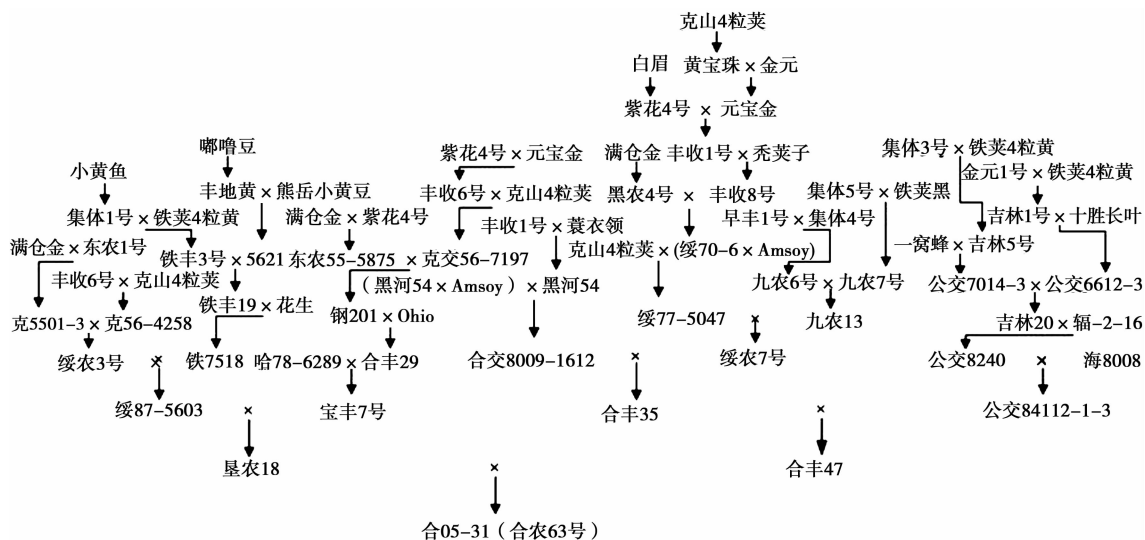 克山4粒荚
白眉 黄宝珠 × 金元
紫花4号 × 元宝金
嘟噜豆 紫花4号 × 元宝金 满仓金 丰收1号 × 秃荚子 集体3号 × 铁荚4粒黄
小黄鱼 金元1号 × 铁荚4粒黄
丰地黄 × 熊岳小黄豆 丰收6号 × 克山4粒荚 黑农4号 × 丰收8号 集体5号 × 铁荚黑
集体1号 × 铁荚4粒黄 满仓金 × 紫花4号 丰收1号 × 蓑衣领 早丰1号 × 集体4号 吉林1号 × 十胜长叶
满仓金 × 东农1号 克山4粒荚 × (绥70-6 × Amsoy) 一窝蜂 × 吉林5号
铁丰3号 × 5621 东农55-5875 × 克交56-7197
丰收6号 × 克山4粒荚 (黑河54 × Amsoy) × 黑河54 九农6号 × 九农7号 公交7014-3 × 公交6612-3
铁丰19 × 花生
克5501-3 × 克56-4258 钢201 × Ohio 绥77-5047 × 九农13 吉林20 × 辐-2-16
绥农3号 × 铁7518 哈78-6289 × 合丰29 合交8009-1612 × 绥农7号 公交8240 × 海8008
绥87-5603 × 宝丰7号 合丰35 × 公交84112-1-3
垦农18 × 合丰47
合05-31(合农63号)